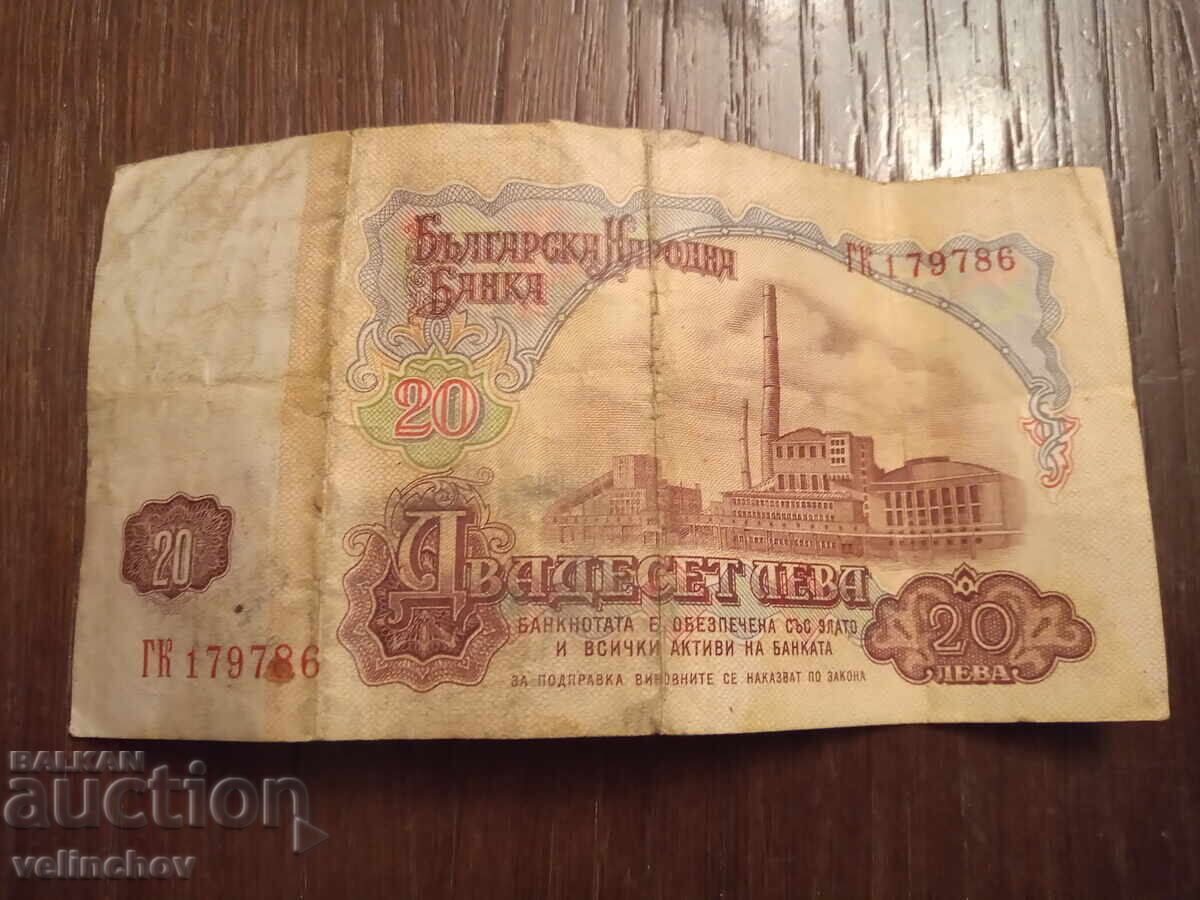 Българска Народна
Банка
ГК 179786
20
20
Двадесет лева
БАНКНОТАТА Е ОБЕЗПЕЧЕНА СЪС ЗЛАТО
И ВСИЧКИ АКТИВИ НА БАНКАТА
20
ЛЕВА
ГК 179786
ЗА ПОДПРАВКА ВИНОВНИТЕ СЕ НАКАЗВАТ ПО ЗАКОНА
BALKAN
auction
velinchov